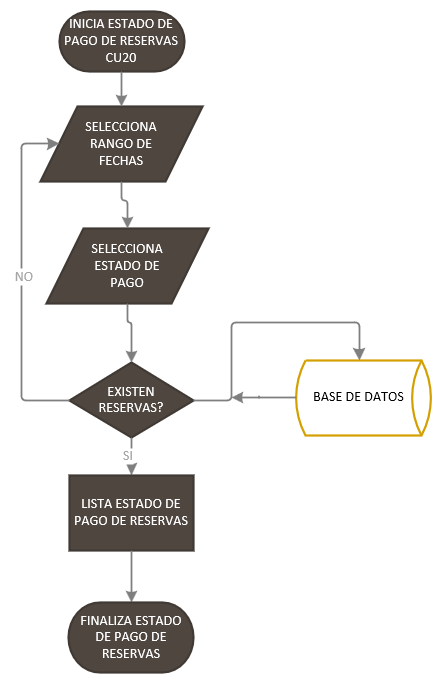 INICIA ESTADO DE
PAGO DE RESERVAS
CU20
SELECCIONA
RANGO DE
FECHAS
SELECCIONA
ESTADO DE
PAGO
NO
EXISTEN
RESERVAS?
BASE DE DATOS
SI
LISTA ESTADO DE
PAGO DE RESERVAS
FINALIZA ESTADO
DE PAGO DE
RESERVAS